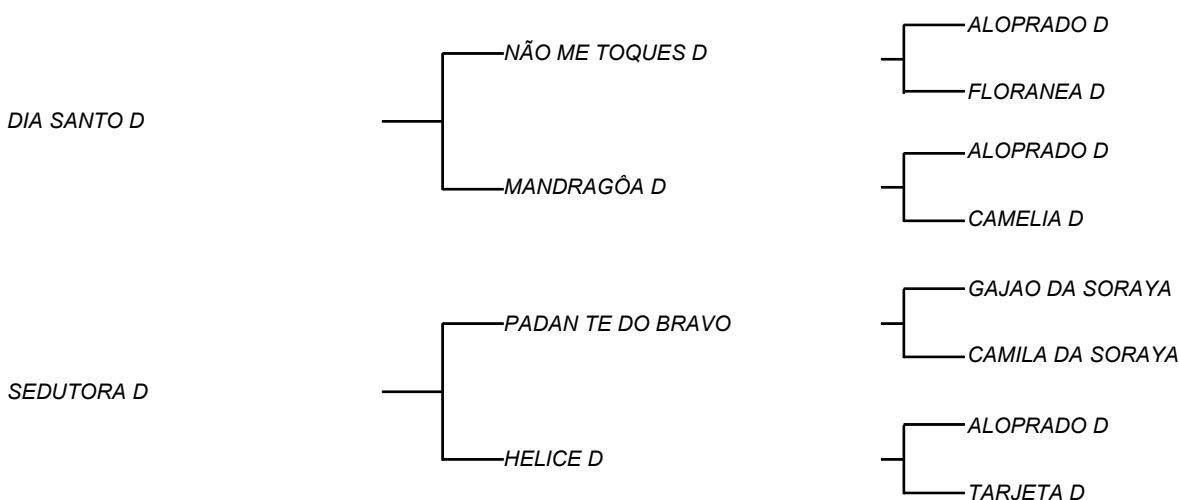 DIA SANTO D
NÃO ME TOQUES D
ALOPRADO D
FLORANEA D
MANDRAGÔA D
ALOPRADO D
CAMELIA D
SEDUTORA D
PADAN TE DO BRAVO
GAJAO DA SORAYA
CAMILA DA SORAYA
HELICE D
ALOPRADO D
TARJETA D